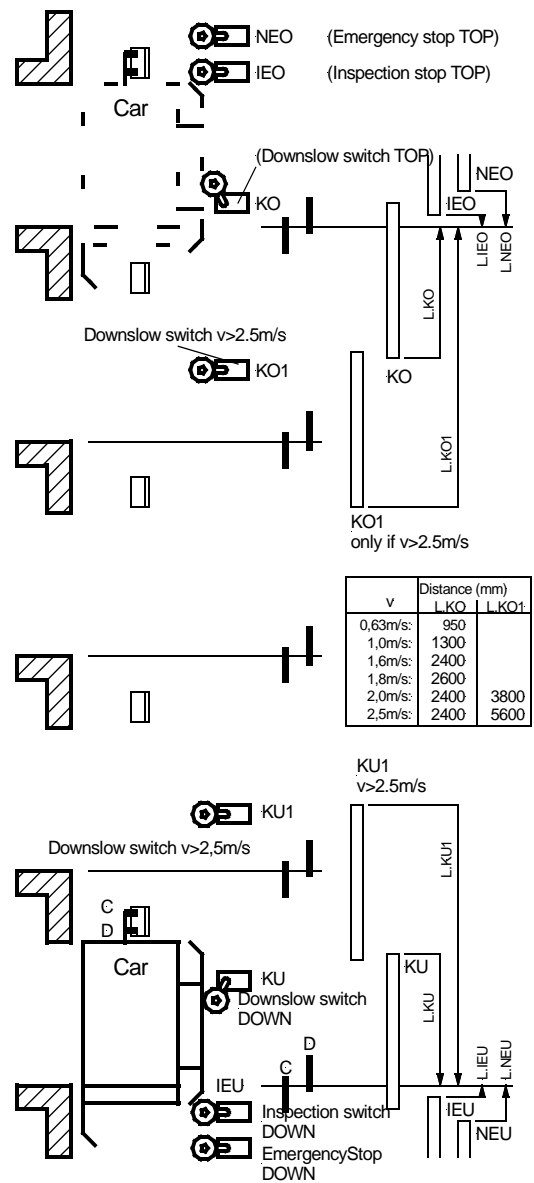 NEO (Emergency stop TOP)
IEO (Inspection stop TOP)
Car
(Downslow switch TOP)
NEO
KO
IEO
L.IEO
L.NEO
L.KO
Downslow switch v>2.5m/s
KO1
KO
L.KO1
KO1
only if v>2.5m/s
v Distance (mm)
L.KO L.KO1
0,63m/s: 950
1,0m/s: 1300
1,6m/s: 2400
1,8m/s: 2600
2,0m/s: 2400 3800
2,5m/s: 2400 5600
KU1
v>2.5m/s
KU1
Downslow switch v>2,5m/s
L.KU1
C
D
Car
KU
KU
Downslow switch
DOWN
L.KU
D
C
L.IEU
L.NEU
IEU
Inspection switch
DOWN
IEU
EmergencyStop
DOWN
NEU